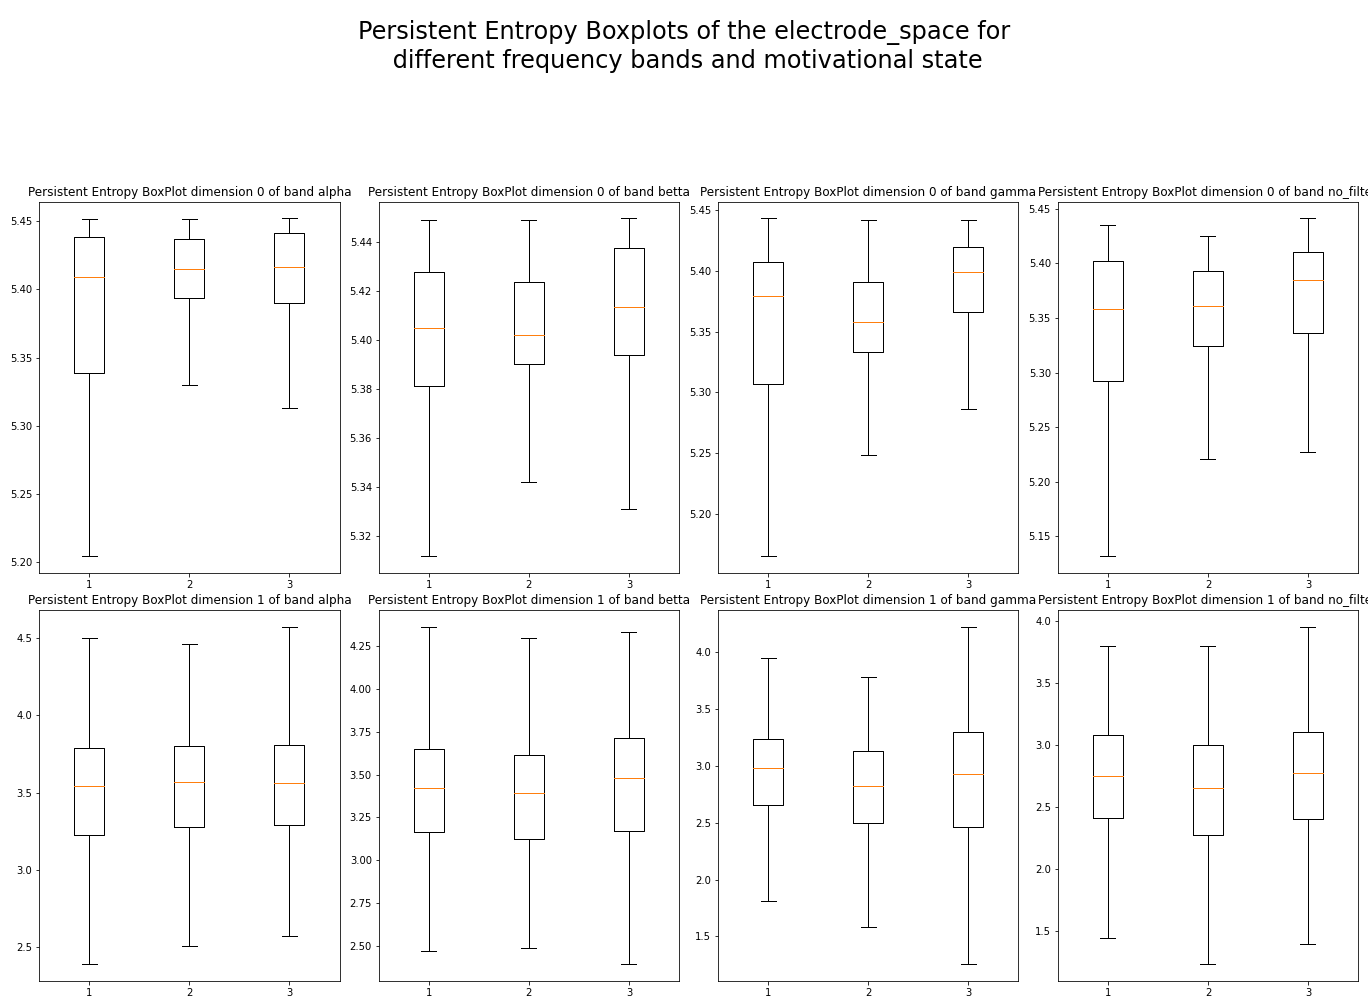 Persistent Entropy Boxplots of the electrode_space for
different frequency bands and motivational state
Persistent Entropy BoxPlot dimension 0 of band alpha
5.45
5.40
5.35
5.30
5.25
5.20
1 2 3
Persistent Entropy BoxPlot dimension 0 of band betta
5.44
5.42
5.40
5.38
5.36
5.34
5.32
1 2 3
Persistent Entropy BoxPlot dimension 0 of band gamma
5.45
5.40
5.35
5.30
5.25
5.20
1 2 3
Persistent Entropy BoxPlot dimension 0 of band no_filte
5.45
5.40
5.35
5.30
5.20
5.15
1 2 3
Persistent Entropy BoxPlot dimension 1 of band alpha
4.5
4.0
3.5
3.0
2.5
1 2 3
Persistent Entropy BoxPlot dimension 1 of band betta
4.25
4.00
3.75
3.50
3.25
3.00
2.75
2.50
1 2 3
Persistent Entropy BoxPlot dimension 1 of band gamma
4.0
3.5
3.0
2.5
2.0
1.5
1 2 3
Persistent Entropy BoxPlot dimension 1 of band no_filte
4.0
3.5
3.0
2.5
2.0
1.5
1 2 3